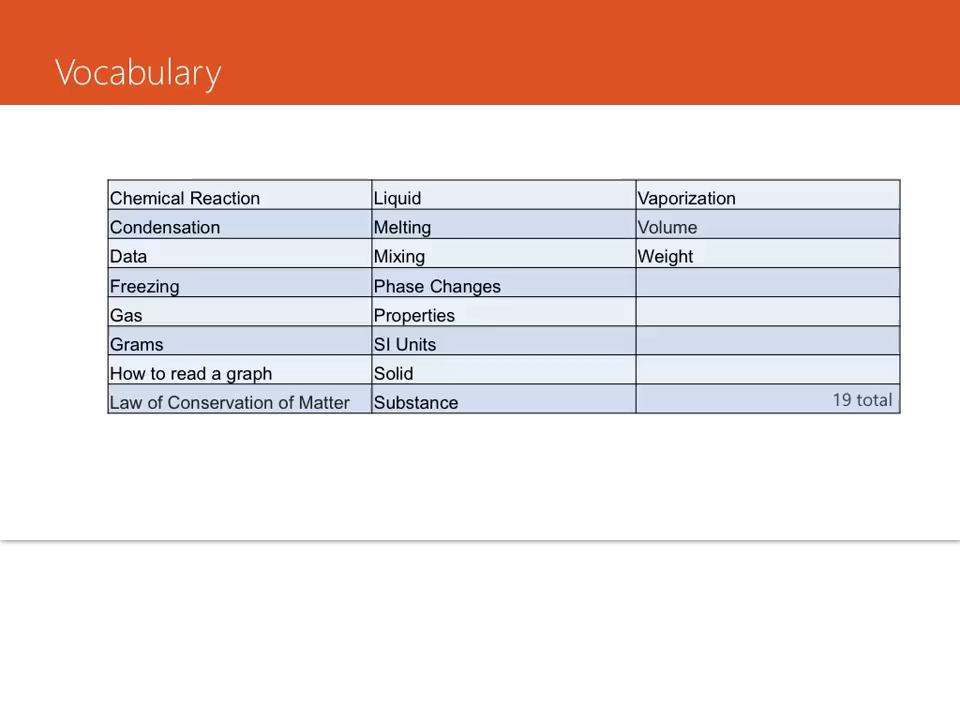 Vocabulary
Chemical Reaction Liquid Vaporization
Condensation Melting Volume
Data Mixing Weight
Freezing Phase Changes
Gas Properties
Grams SI Units
How to read a graph Solid
Law of Conservation of Matter Substance 19 total